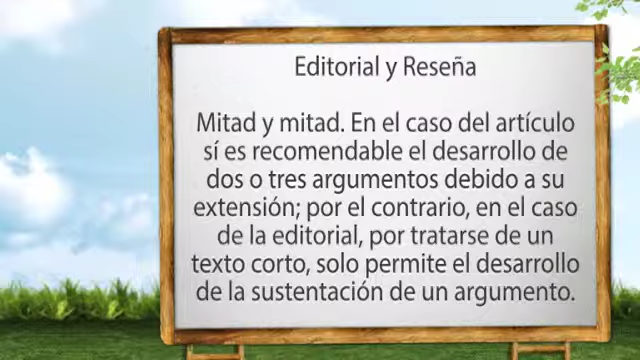 Editorial y Reseña
Mitad y mitad. En el caso del artículo
sí es recomendable el desarrollo de
dos o tres argumentos debido a su
extensión; por el contrario, en el caso
de la editorial, por tratarse de un
texto corto, solo permite el desarrollo
de la sustentación de un argumento.